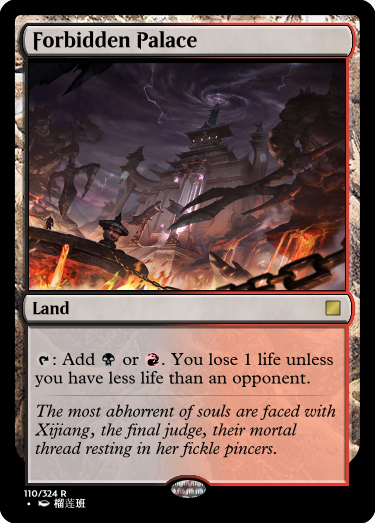 Forbidden Palace
Land
: Add or . You lose 1 life unless
you have less life than an opponent.
The most abhorrent of souls are faced with
Xijiang, the final judge, their mortal
thread resting in her fickle pincers.
110/324 R
• 榴莲班